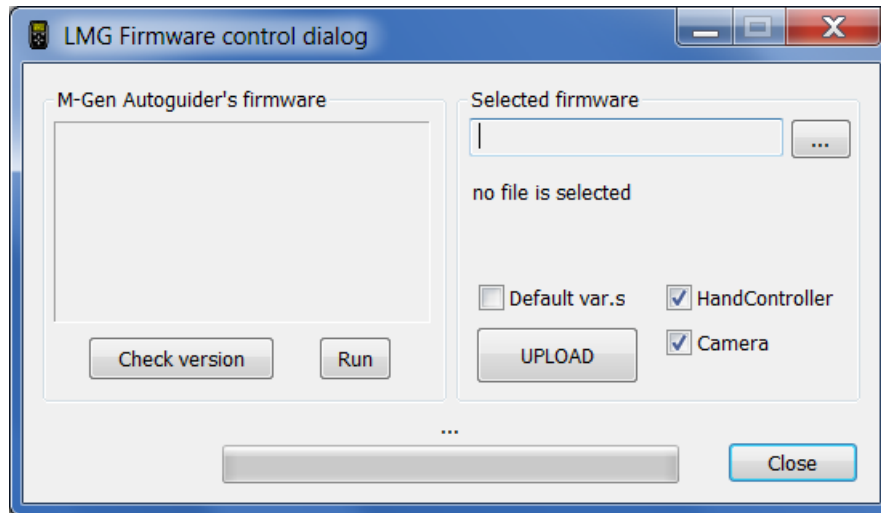 LMG Firmware control dialog
M-Gen Autoguider's firmware
Check version
Run
Selected firmware
...
no file is selected
Default var.s
HandController
Camera
UPLOAD
...
Close